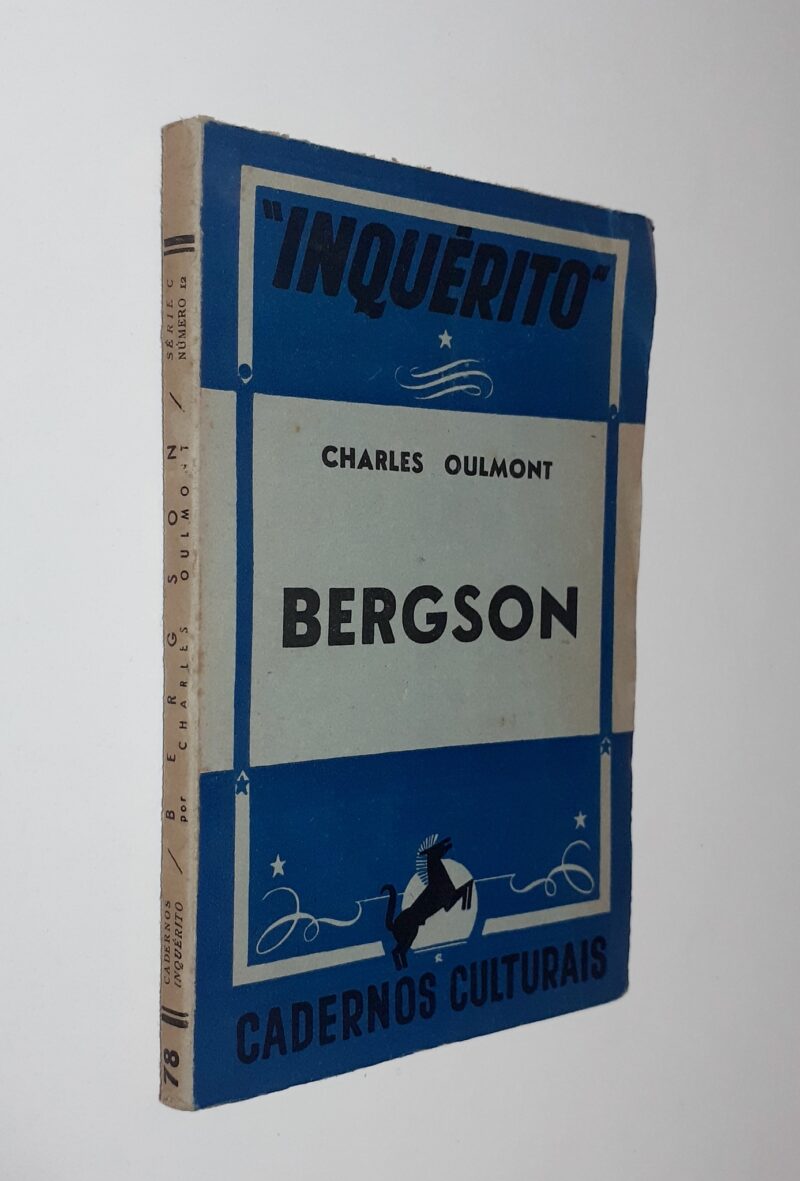 "INQUÉRITO"
CHARLES OULMONT
BERGSON
CADERNOS CULTURAIS
78
CADERNOS
INQUÉRITO
/
BERGSON
por CHARLES OULMONT
/
SÉRIE C
NÚMERO 12